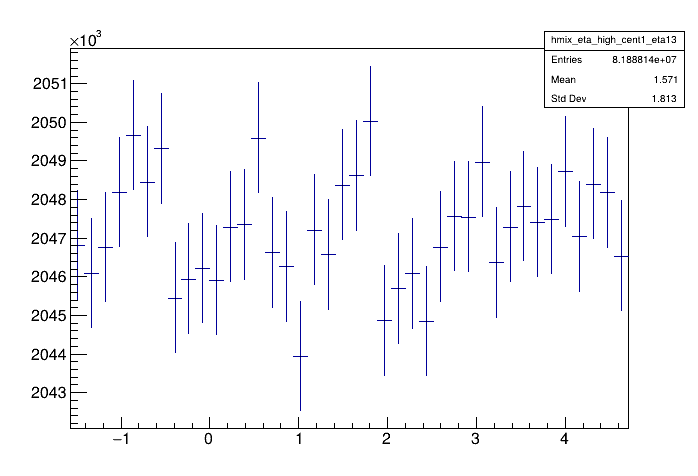 ×10³
hmix_eta_high_cent1_eta13
Entries 8.188814e+07
Mean 1.571
Std Dev 1.813
2051
2050
2049
2048
2047
2046
2045
2044
2043
−1 0 1 2 3 4